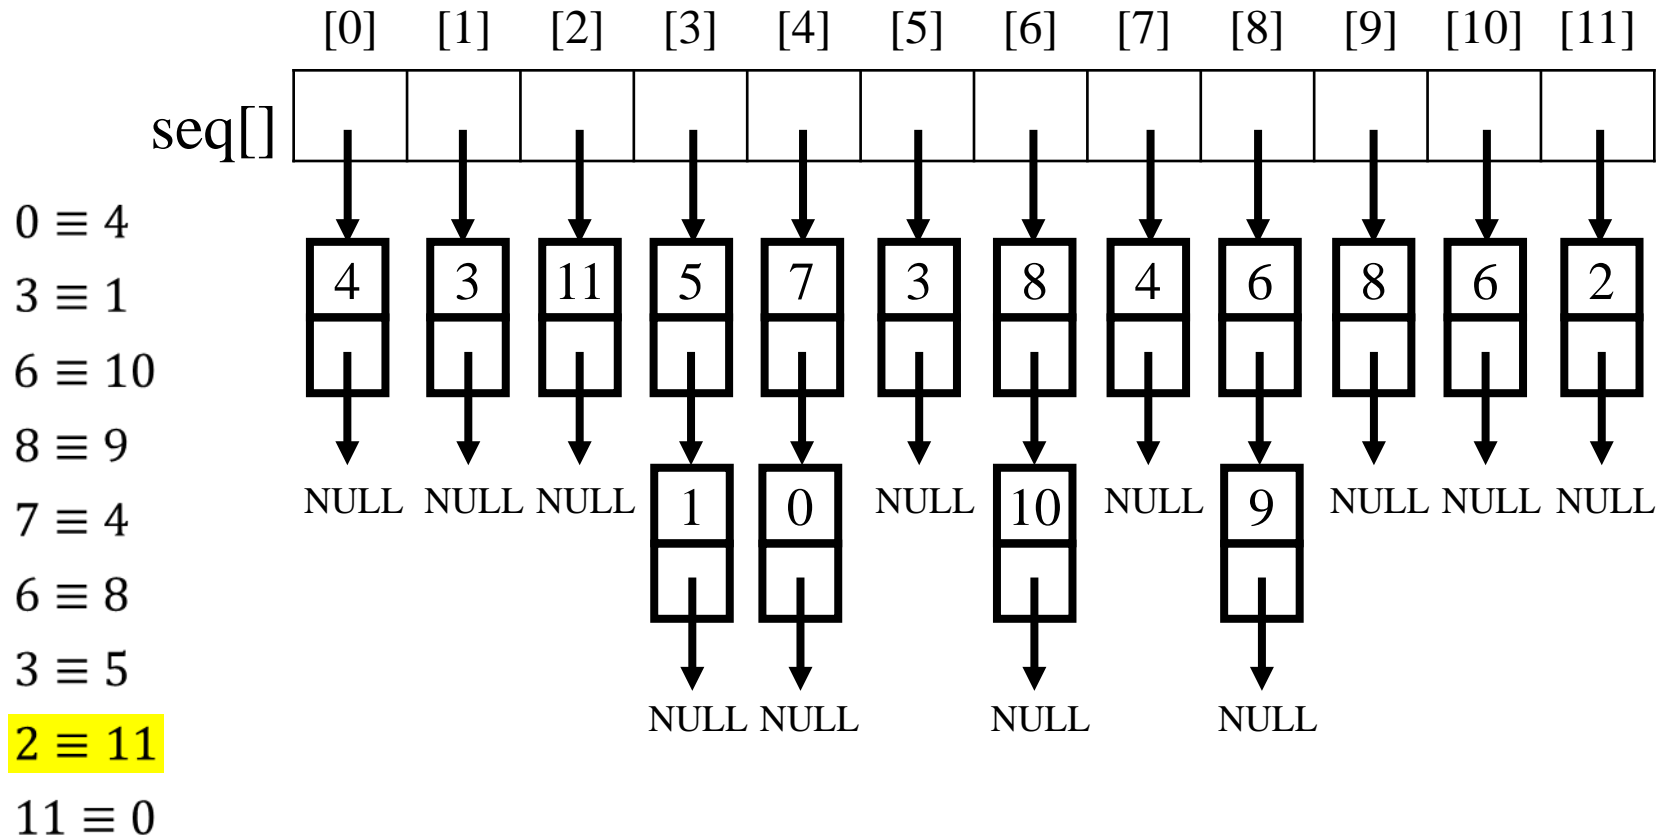 [0] [1] [2] [3] [4] [5] [6] [7] [8] [9] [10] [11]
seq[]
0 ≡ 4
3 ≡ 1
6 ≡ 10
8 ≡ 9
7 ≡ 4
6 ≡ 8
3 ≡ 5
2 ≡ 11
11 ≡ 0
4 3 11 5 7 3 8 4 6 8 6 2
NULL NULL NULL 1 0 NULL 10 NULL 9 NULL NULL NULL
NULL NULL NULL NULL